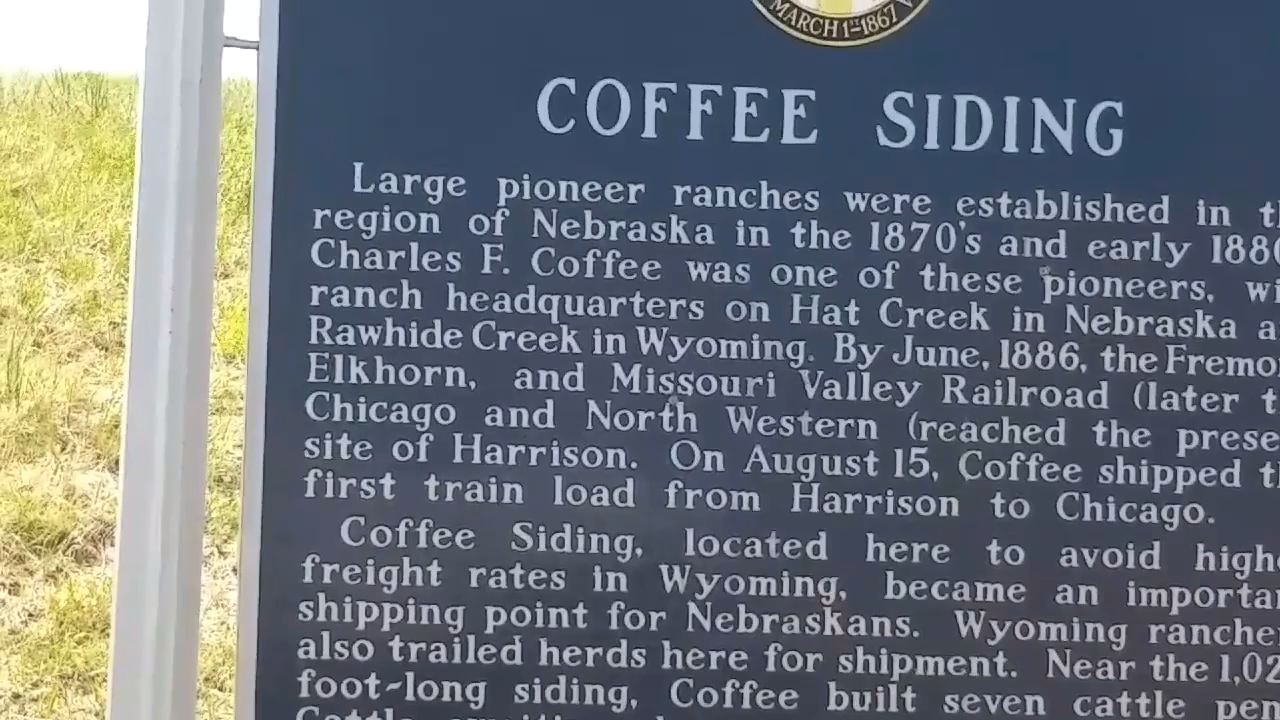 MARCH 1ST 1867
COFFEE SIDING
Large pioneer ranches were established in
region of Nebraska in the 1870's and early
Charles F. Coffee was one of these pioneers,
ranch headquarters on Hat Creek in Nebraska
Rawhide Creek in Wyoming. By June, 1886, the
Elkhorn, and Missouri Valley Railroad (later
Chicago and North Western (reached the
site of Harrison. On August 15, Coffee shipped
first train load from Harrison to Chicago.
Coffee Siding, located here to avoid
freight rates in Wyoming, became an
shipping point for Nebraskans. Wyoming
also trailed herds here for shipment. Near the
foot-long siding, Coffee built seven cattle